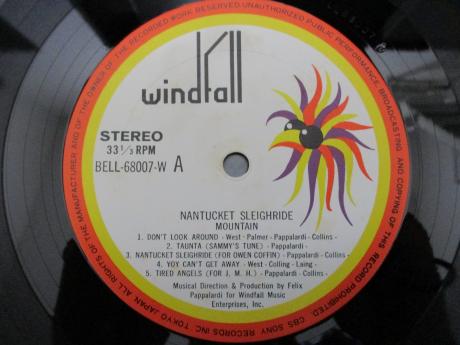 windfall
STEREO
33 1/3 RPM
BELL-68007-W A
NANTUCKET SLEIGHRIDE
MOUNTAIN
1. DON'T LOOK AROUND - West - Palmer - Pappalardi - Collins -
2. TAUNTA (SAMMY'S TUNE) - Pappalardi -
3. NANTUCKET SLEIGHRIDE (FOR OWEN COFFIN) - Pappalardi - Collins -
4. YOY CAN'T GET AWAY - West - Colling - Laing -
5. TIRED ANGELS (FOR J. M. H.) - Pappalardi - Collins -
Musical Direction & Production by Felix
Pappalardi for Windfall Music
Enterprises, Inc.
ALL RIGHTS OF THE MANUFACTURER AND OF THE OWNER OF THE RECORDED WORK RESERVED. UNAUTHORIZED PUBLIC PERFORMANCE, BROADCASTING AND COPYING OF THIS RECORD PROHIBITED. CBS SONY RECORDS INC. TOKYO JAPAN